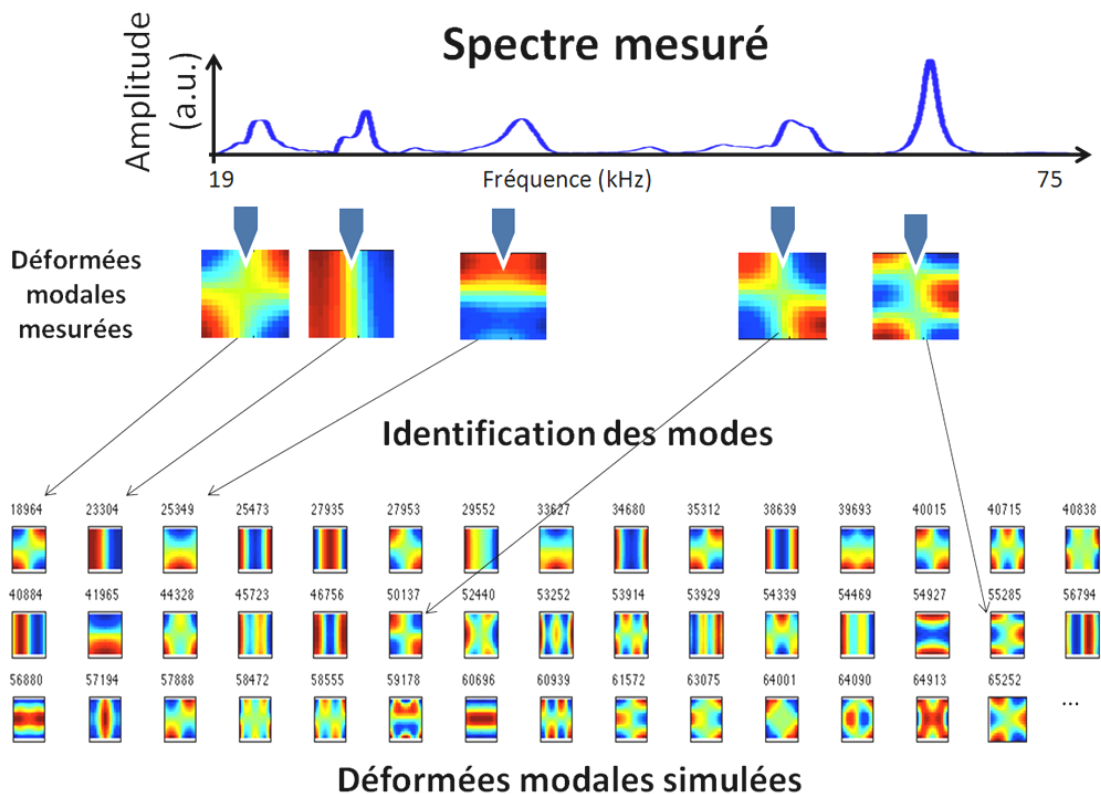 Spectre mesuré
Amplitude
(a.u.)
19
Fréquence (kHz)
75
Déformées
modales
mesurées
Identification des modes
18964 23304 25349 25473 27935 27953 29552 33627 34680 35312 38639 39693 40015 40715 40838
40884 41965 44328 45723 46756 50137 52440 53252 53914 53929 54339 54469 54927 55285 56794
56880 57194 57888 58472 58555 59178 60696 60939 61572 63075 64001 64090 64913 65252 ...
Déformées modales simulées